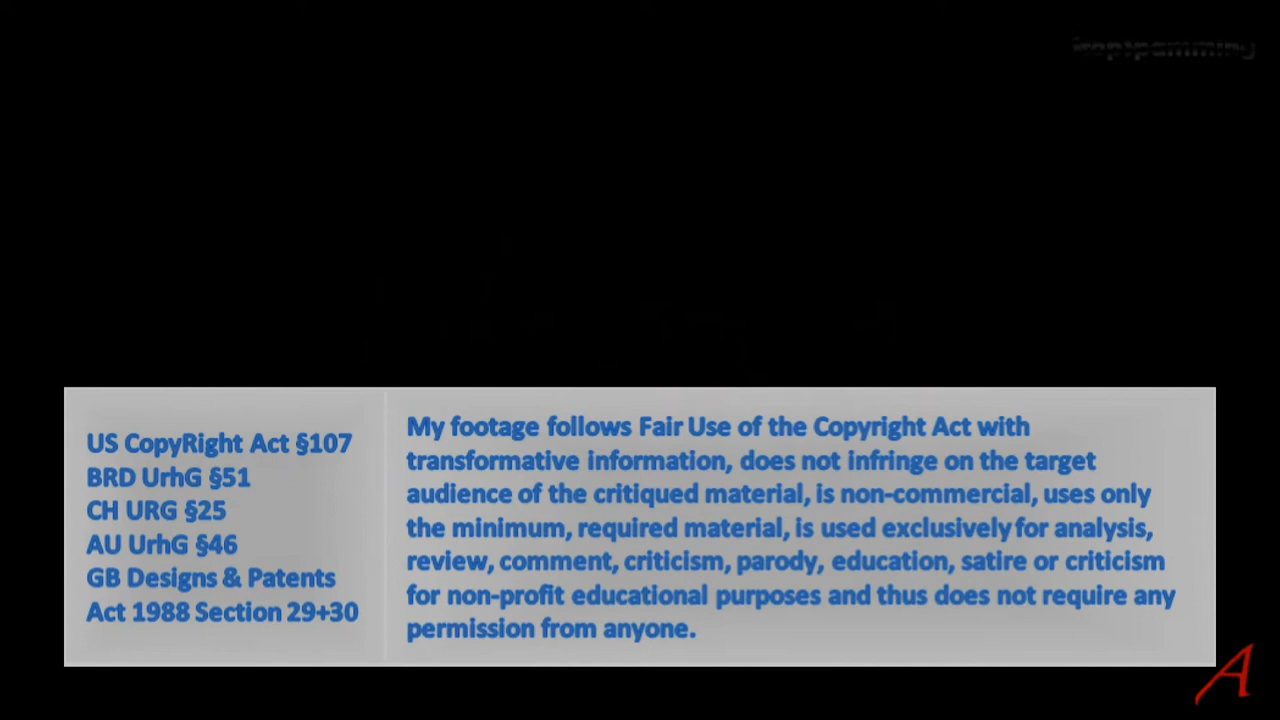 US CopyRight Act §107
BRD UrhG §51
CH URG §25
AU UrhG §46
GB Designs & Patents
Act 1988 Section 29+30
My footage follows Fair Use of the Copyright Act with
transformative information, does not infringe on the target
audience of the critiqued material, is non-commercial, uses only
the minimum, required material, is used exclusively for analysis,
review, comment, criticism, parody, education, satire or criticism
for non-profit educational purposes and thus does not require any
permission from anyone.
A